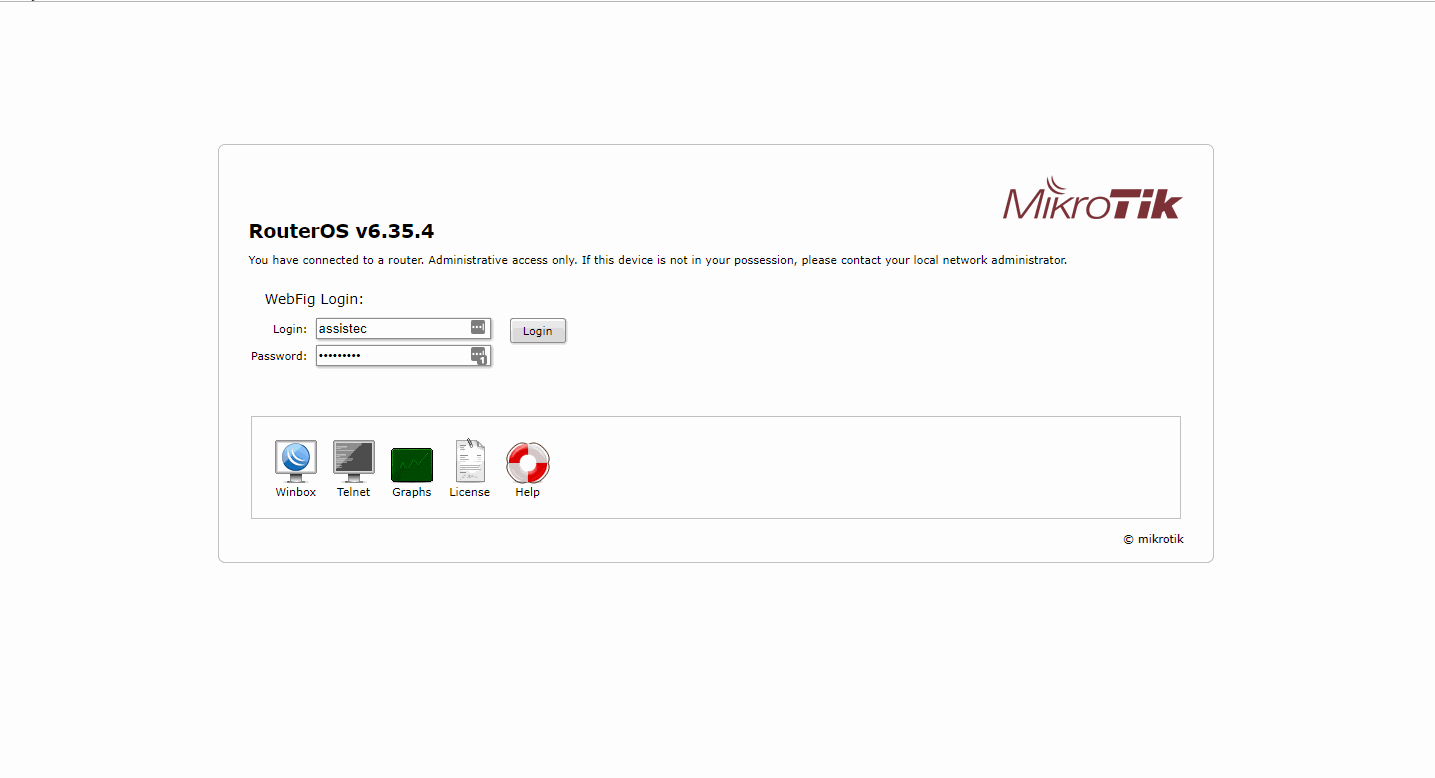 MikroTik
RouterOS v6.35.4
You have connected to a router. Administrative access only. If this device is not in your possession, please contact your local network administrator.
WebFig Login:
Login: assistec Login
Password: •••••••••
Winbox Telnet Graphs License Help
© mikrotik